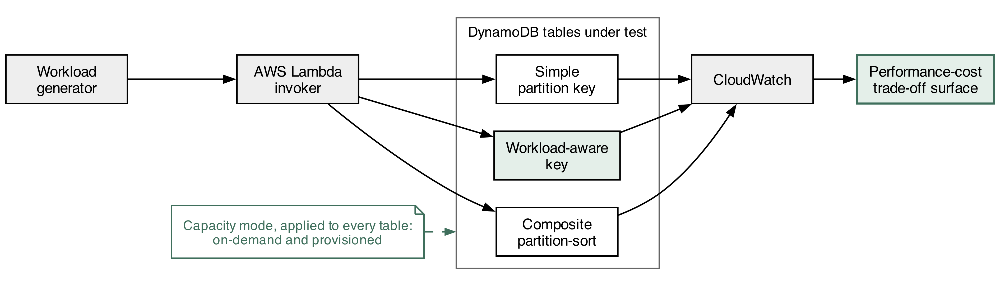 DynamoDB tables under test
Workload
generator
AWS Lambda
invoker
Simple
partition key
CloudWatch
Performance-cost
trade-off surface
Workload-aware
key
Capacity mode, applied to every table:
on-demand and provisioned
Composite
partition-sort